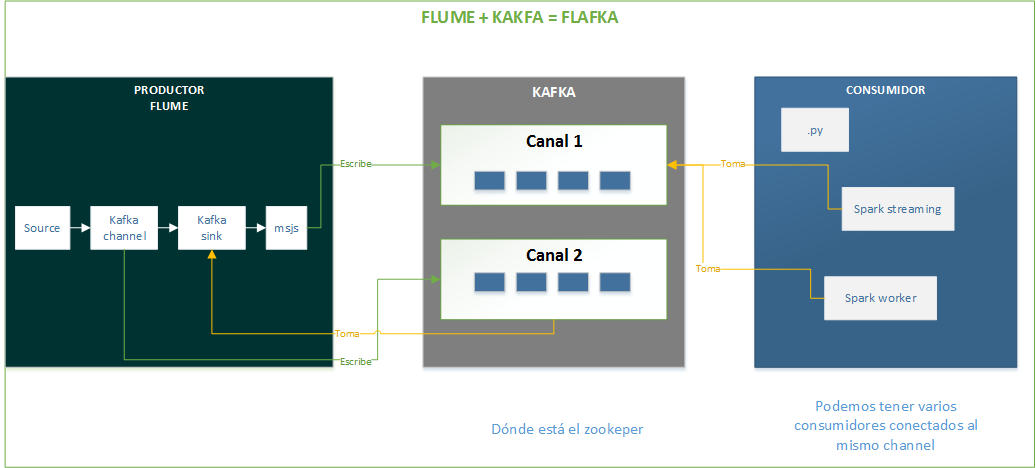 FLUME + KAKFA = FLAFKA
PRODUCTOR
FLUME
Source
Kafka
channel
Kafka
sink
msjs
Escribe
Toma
Escribe
KAFKA
Canal 1
Canal 2
Toma
Toma
CONSUMIDOR
.py
Spark streaming
Spark worker
Dónde está el zookeper
Podemos tener varios
consumidores conectados al
mismo channel